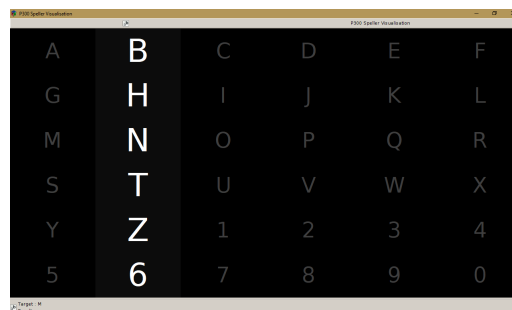 P300 Speller Visualisation
P300 Speller Visualisation
A B C D E F
G H I J K L
M N O P Q R
S T U V W X
Y Z 1 2 3 4
5 6 7 8 9 0
Target : M